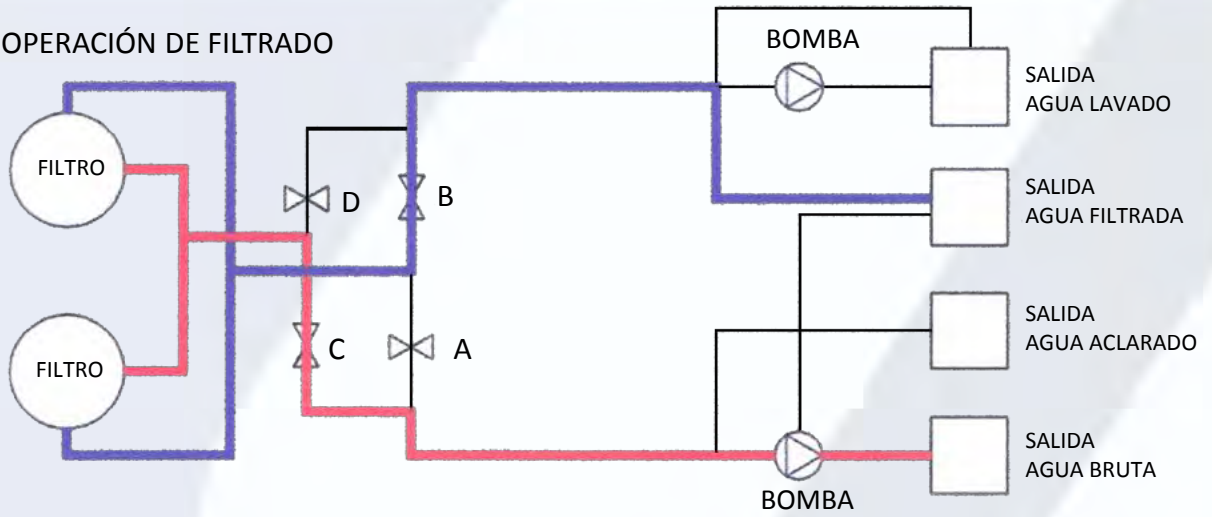 OPERACIÓN DE FILTRADO
BOMBA
SALIDA
AGUA LAVADO
FILTRO
D
B
SALIDA
AGUA FILTRADA
FILTRO
C
A
SALIDA
AGUA ACLARADO
SALIDA
AGUA BRUTA
BOMBA